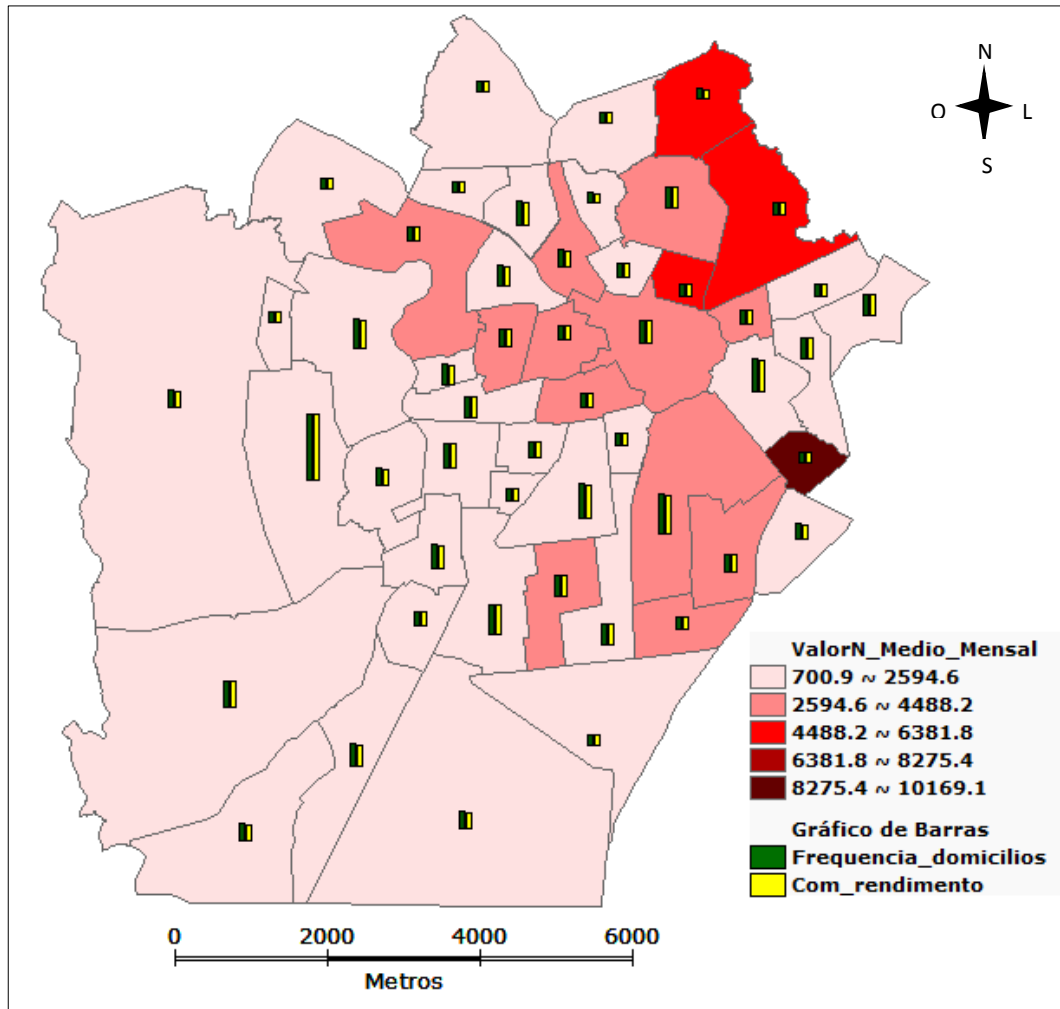 N
O
L
S
ValorN_Medio_Mensal
700.9 ~ 2594.6
2594.6 ~ 4488.2
4488.2 ~ 6381.8
6381.8 ~ 8275.4
8275.4 ~ 10169.1
Gráfico de Barras
Frequencia_domicilios
Com_rendimento
0 2000 4000 6000
Metros